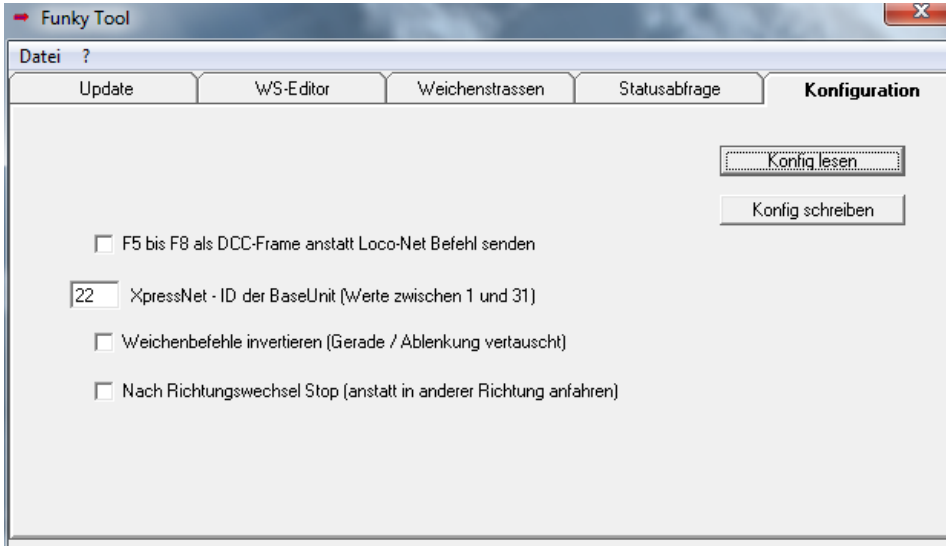 Funky Tool
Datei ?
Update WS-Editor Weichenstrassen Statusabfrage Konfiguration
Konfig lesen
Konfig schreiben
F5 bis F8 als DCC-Frame anstatt Loco-Net Befehl senden
22 XpressNet - ID der BaseUnit (Werte zwischen 1 und 31)
Weichenbefehle invertieren (Gerade / Ablenkung vertauscht)
Nach Richtungswechsel Stop (anstatt in anderer Richtung anfahren)